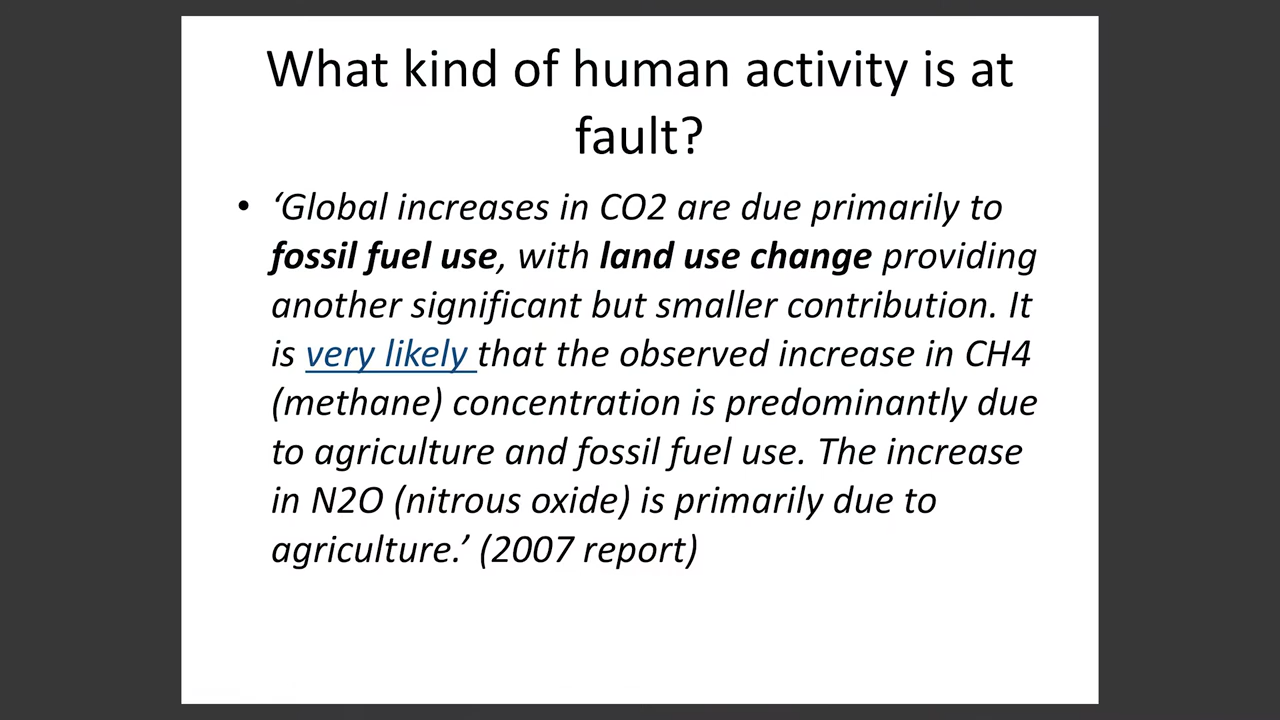 What kind of human activity is at
fault?
• ‘Global increases in CO2 are due primarily to
fossil fuel use, with land use change providing
another significant but smaller contribution. It
is very likely that the observed increase in CH4
(methane) concentration is predominantly due
to agriculture and fossil fuel use. The increase
in N2O (nitrous oxide) is primarily due to
agriculture.’ (2007 report)